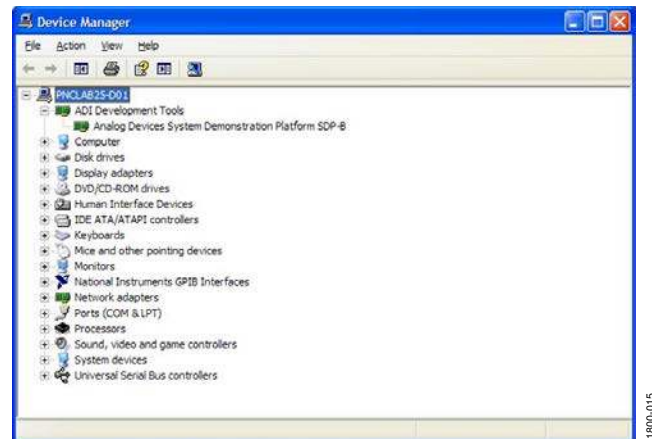 Device Manager
File Action View Help
PNCLAB25-D01
ADI Development Tools
Analog Devices System Demonstration Platform SDP-B
Computer
Disk drives
Display adapters
DVD/CD-ROM drives
Human Interface Devices
IDE ATA/ATAPI controllers
Keyboards
Mice and other pointing devices
Monitors
National Instruments GPIB Interfaces
Network adapters
Ports (COM & LPT)
Processors
Sound, video and game controllers
System devices
Universal Serial Bus controllers
1800-015